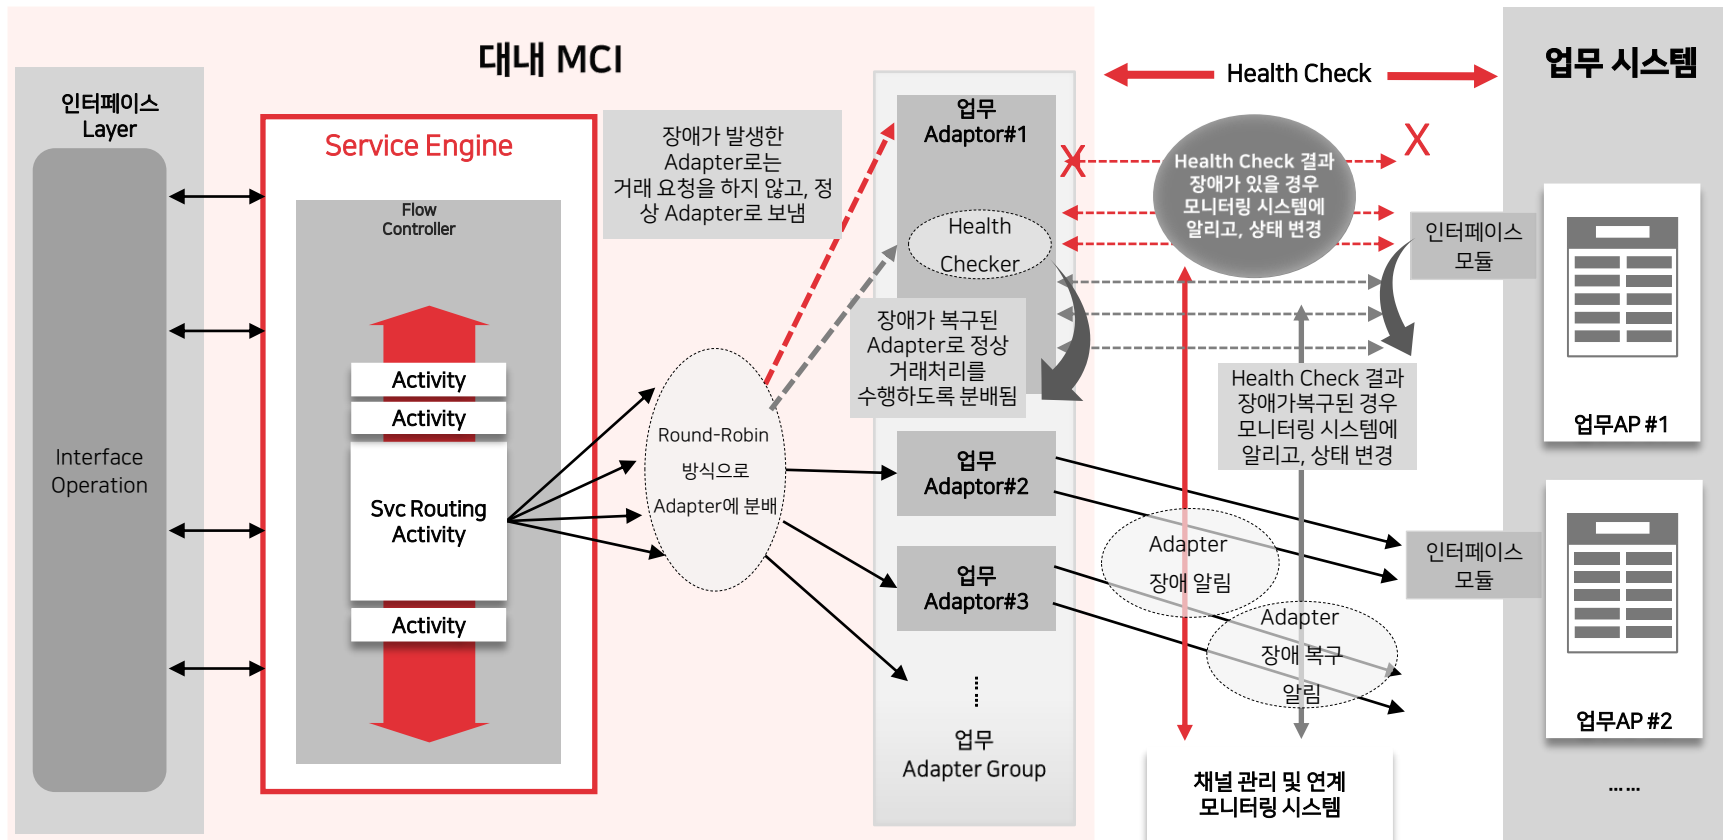 대내 MCI
인터페이스
Layer
Interface
Operation
Service Engine
Flow
Controller
Activity
Activity
Svc Routing
Activity
Activity
장애가 발생한
Adapter로는
거래 요청을 하지 않고, 정
상 Adapter로 보냄
Round-Robin
방식으로
Adapter에 분배
업무
Adaptor#1
Health
Checker
장애가 복구된
Adapter로 정상
거래처리를
수행하도록 분배됨
업무
Adaptor#2
업무
Adaptor#3
업무
Adapter Group
Health Check
X
X
Health Check 결과
장애가 있을 경우
모니터링 시스템에
알리고, 상태 변경
Health Check 결과
장애가복구된 경우
모니터링 시스템에
알리고, 상태 변경
Adapter
장애 알림
Adapter
장애 복구
알림
채널 관리 및 연계
모니터링 시스템
업무 시스템
인터페이스
모듈
업무AP #1
인터페이스
모듈
업무AP #2
... ...